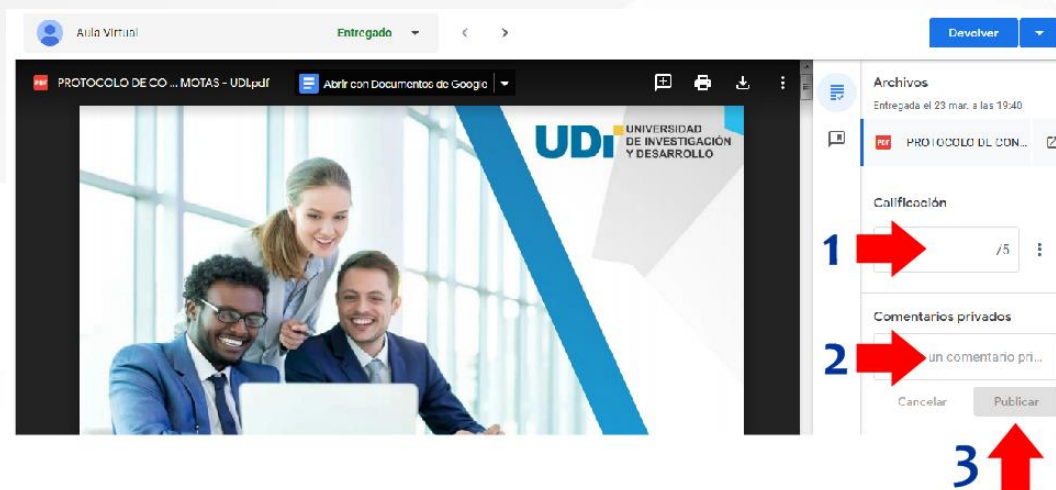 Aula Virtual
Entregado
Devolver
PDF PROTOCOLO DE CO ... MOTAS - UDI.pdf
Abrir con Documentos de Google
UDI UNIVERSIDAD
DE INVESTIGACIÓN
Y DESARROLLO
Archivos
Entregada el 23 mar. a las 19:40
PDF PROTOCOLO DE CON...
Calificación
1
/5
Comentarios privados
2
un comentario pri...
Cancelar
Publicar
3